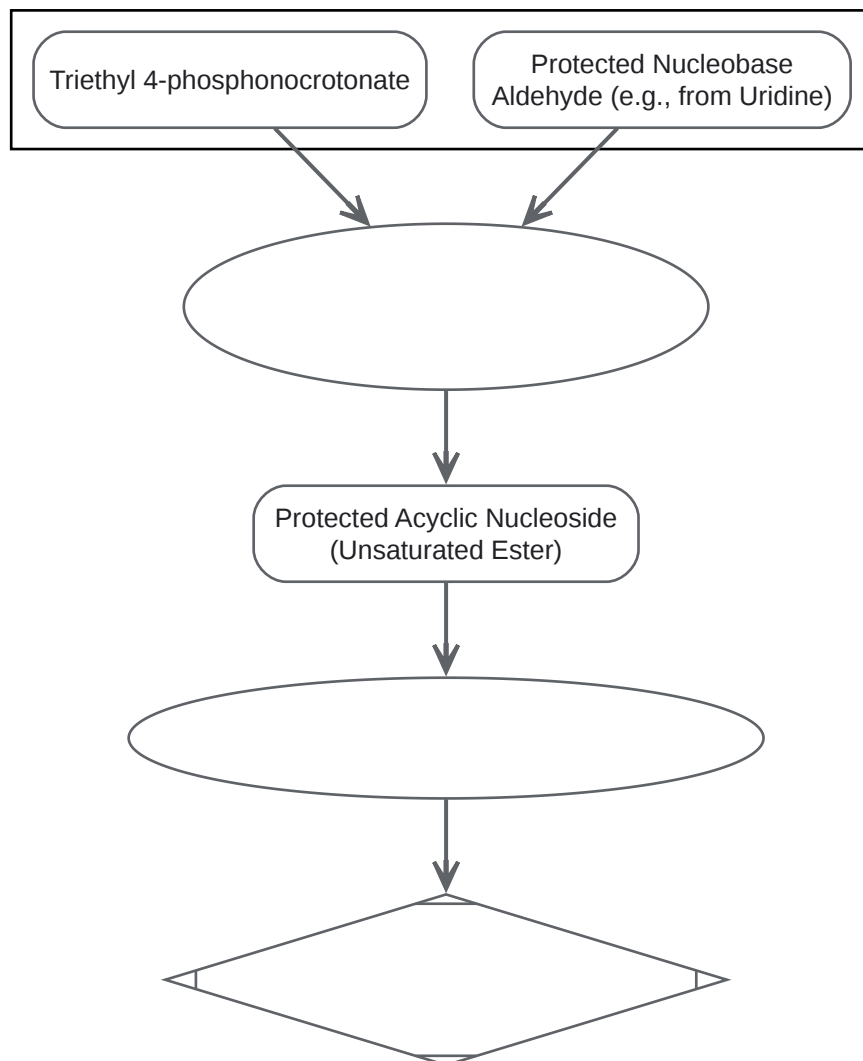 Triethyl 4-phosphonocrotonate
Protected Nucleobase
Aldehyde (e.g., from Uridine)
Protected Acyclic Nucleoside
(Unsaturated Ester)